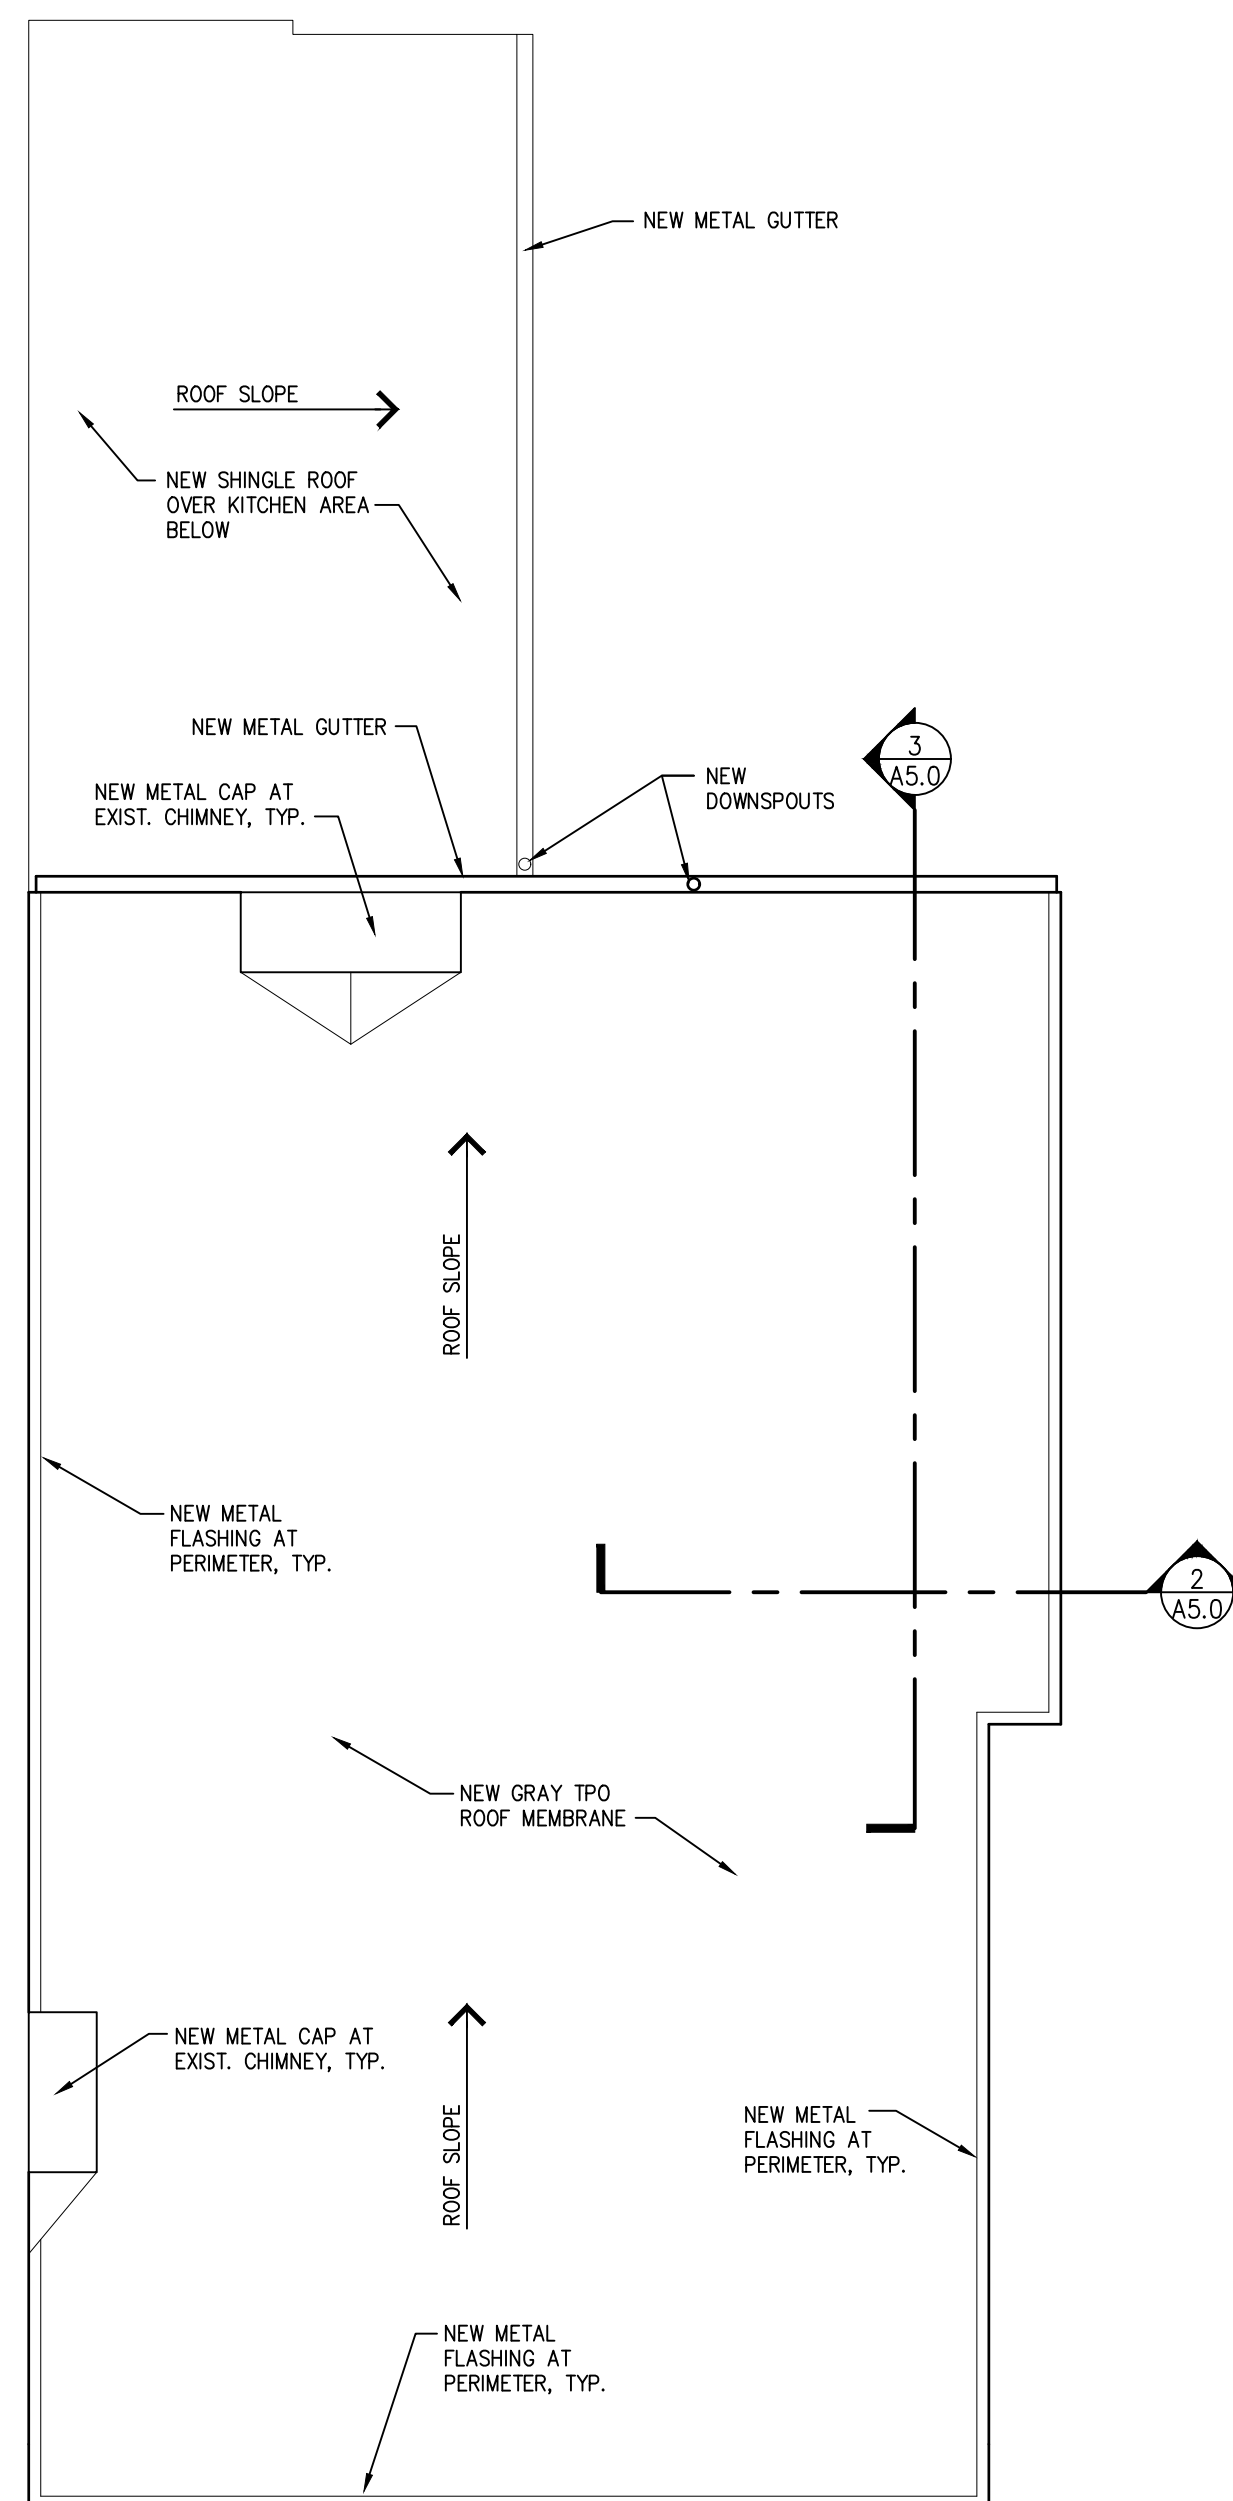 NEW METAL GUTTER
ROOF SLOPE
NEW SHINGLE ROOF
OVER KITCHEN AREA
BELOW
NEW METAL GUTTER
3
A5.0
NEW
DOWNSPOUTS
NEW METAL CAP AT
EXIST. CHIMNEY, TYP.
ROOF SLOPE
NEW METAL
FLASHING AT
PERIMETER, TYP.
2
A5.0
NEW GRAY TPO
ROOF MEMBRANE
NEW METAL CAP AT
EXIST. CHIMNEY, TYP.
ROOF SLOPE
NEW METAL
FLASHING AT
PERIMETER, TYP.
NEW METAL
FLASHING AT
PERIMETER, TYP.